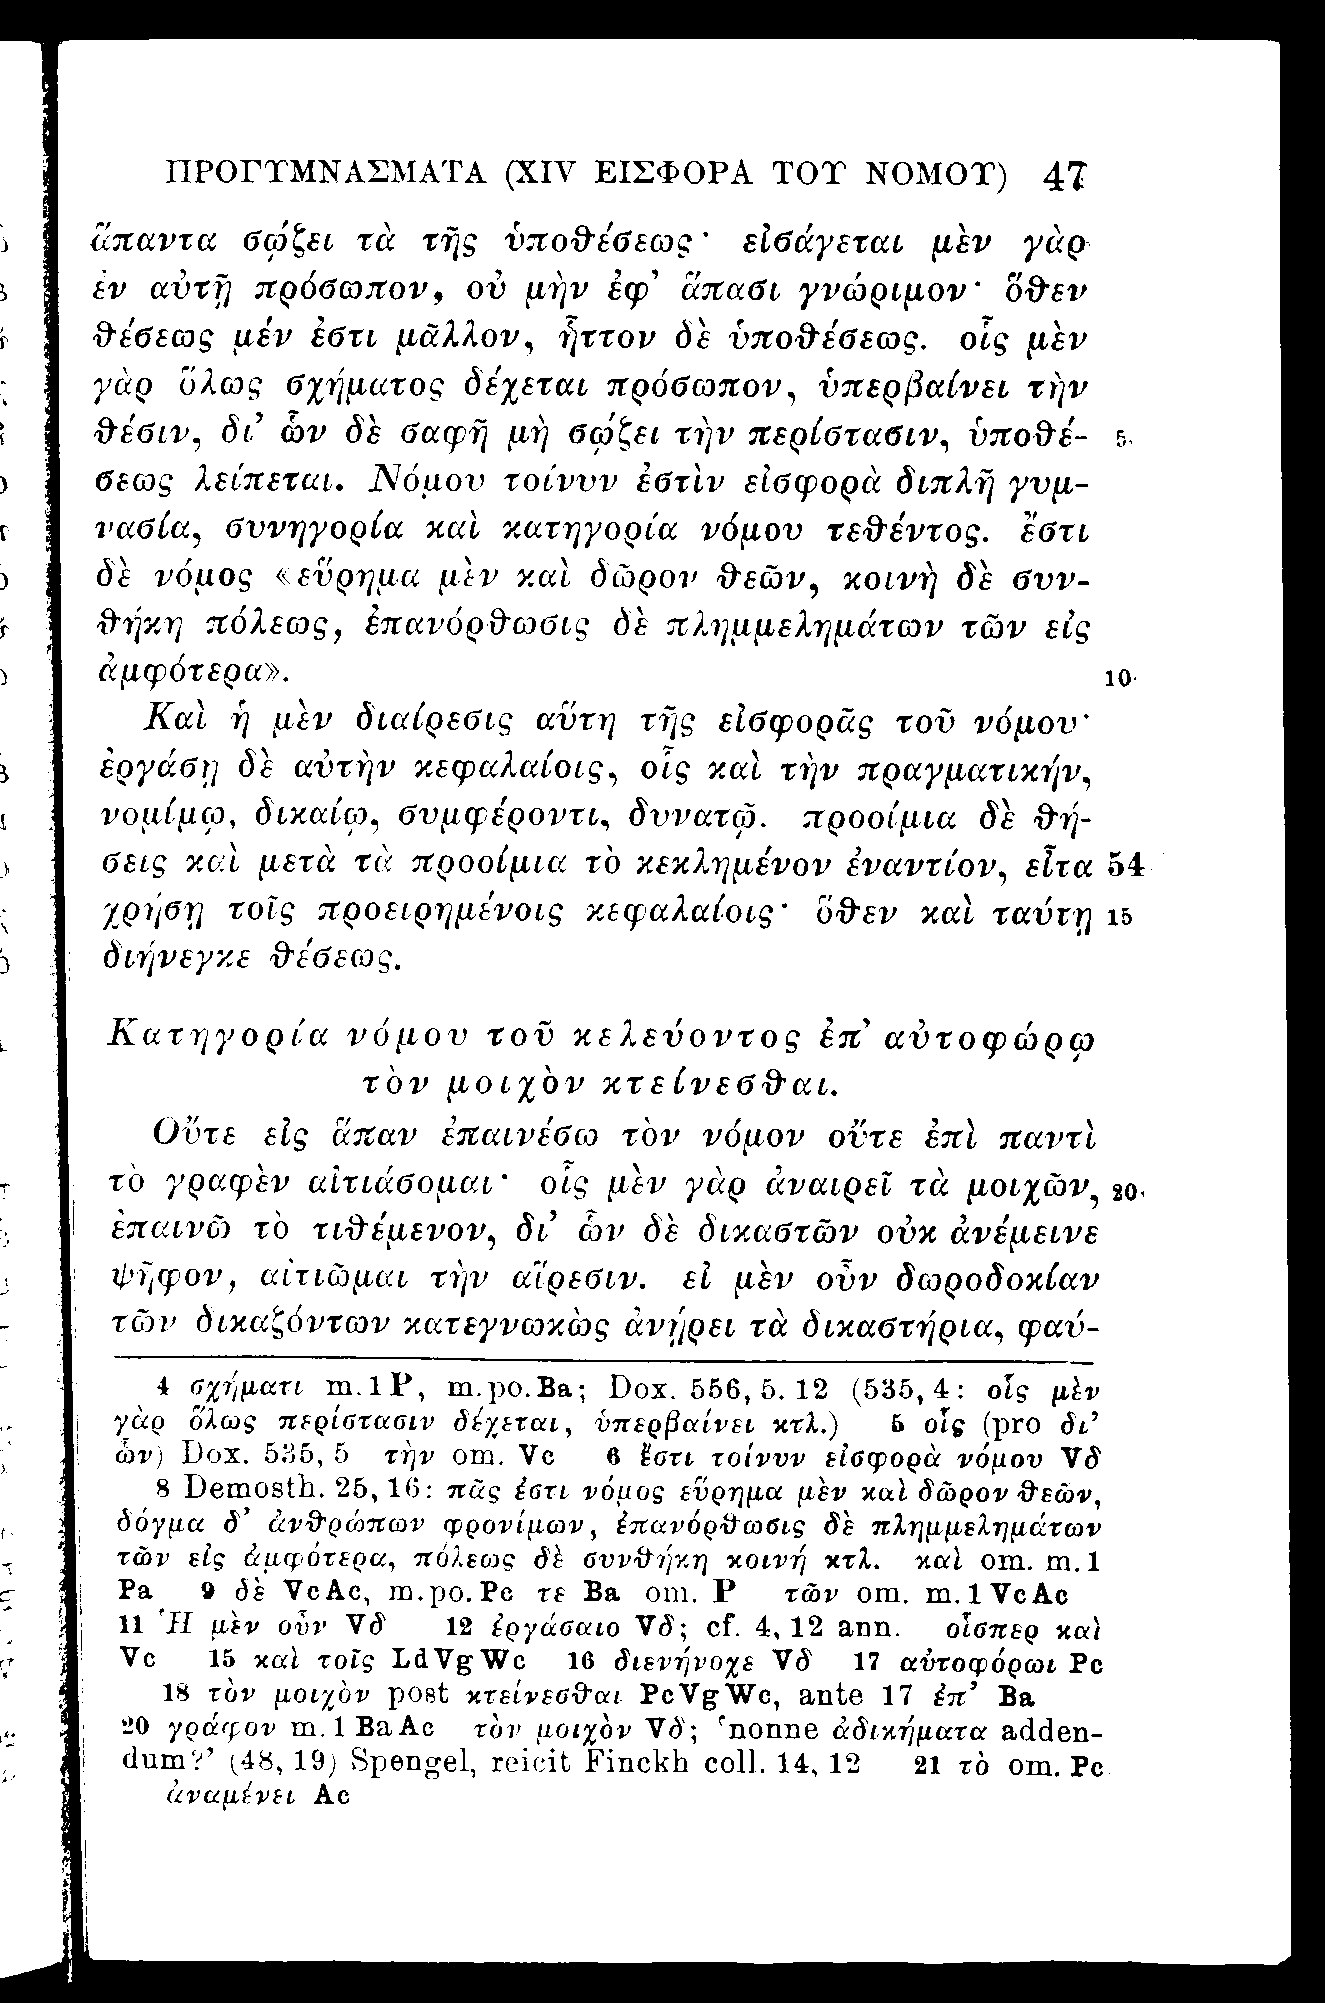 ΠΡΟΓΥΜΝΑΣΜΑΤΑ (XIV ΕΙΣΦΟΡΑ ΤΟΥ ΝΟΜΟΥ) 47
ἅπαντα σῴζει τὰ τῆς ὑποθέσεως· εἰσάγεται μὲν γὰρ
ἐν αὐτῇ πρόσωπον, οὐ μὴν ἐφ’ ἅπασι γνώριμον· ὅθεν
θέσεως μέν ἐστι μᾶλλον, ἧττον δὲ ὑποθέσεως. οἷς μὲν
γὰρ ὅλως σχήματος δέχεται πρόσωπον, ὑπερβαίνει τὴν
θέσιν, δι’ ὧν δὲ σαφῆ μὴ σῴζει τὴν περίστασιν, ὑποθέ- 5
σεως λείπεται. Νόμου τοίνυν ἐστὶν εἰσφορὰ διπλῆ γυμ-
νασία, συνηγορία καὶ κατηγορία νόμου τεθέντος. ἔστι
δὲ νόμος «εὕρημα μὲν καὶ δῶρον θεῶν, κοινὴ δὲ συν-
θήκη πόλεως, ἐπανόρθωσις δὲ πλημμελημάτων τῶν εἰς
ἀμφότερα». 10
Καὶ ἡ μὲν διαίρεσις αὕτη τῆς εἰσφορᾶς τοῦ νόμου·
ἐργάσῃ δὲ αὐτὴν κεφαλαίοις, οἷς καὶ τὴν πραγματικήν,
νομίμῳ, δικαίῳ, συμφέροντι, δυνατῷ. προοίμια δὲ θή-
σεις καὶ μετὰ τὰ προοίμια τὸ κεκλημένον ἐναντίον, εἶτα 54
χρήσῃ τοῖς προειρημένοις κεφαλαίοις· ὅθεν καὶ ταύτῃ 15
διήνεγκε θέσεως.
Κατηγορία νόμου τοῦ κελεύοντος ἐπ’ αὐτοφώρῳ
τὸν μοιχὸν κτείνεσθαι.
Οὔτε εἰς ἅπαν ἐπαινέσω τὸν νόμον οὔτε ἐπὶ παντὶ
τὸ γραφὲν αἰτιάσομαι· οἷς μὲν γὰρ ἀναιρεῖ τὰ μοιχῶν, 20
ἐπαινῶ τὸ τιθέμενον, δι’ ὧν δὲ δικαστῶν οὐκ ἀνέμεινε
ψῆφον, αἰτιῶμαι τὴν αἵρεσιν. εἰ μὲν οὖν δωροδοκίαν
τῶν δικαζόντων κατεγνωκὼς ἀνῄρει τὰ δικαστήρια, φαύ-
4 σχήματι m. 1 P, m. po. Ba; Dox. 556, 5. 12 (535, 4: οἷς μὲν
γὰρ ὅλως περίστασιν δέχεται, ὑπερβαίνει κτλ.) 5 οἷς (pro δι’
ὧν) Dox. 535, 5 τὴν om. Vc 6 ἔστι τοίνυν εἰσφορὰ νόμου Vδ
8 Demosth. 25, 16: πᾶς ἐστι νόμος εὕρημα μὲν καὶ δῶρον θεῶν,
δόγμα δ’ ἀνθρώπων φρονίμων, ἐπανόρθωσις δὲ πλημμελημάτων
τῶν εἰς ἀμφότερα, πόλεως δὲ συνθήκη κοινή κτλ. καὶ om. m. 1
Pa 9 δὲ VcAc, m. po. Pc τε Ba om. P τῶν om. m. 1 VcAc
11 Ἡ μὲν οὖν Vδ 12 ἐργάσαιο Vδ; cf. 4, 12 ann. οἷσπερ καὶ
Vc 15 καὶ τοῖς LdVgWc 16 διενήνοχε Vδ 17 αὐτοφόρωι Pc
18 τὸν μοιχὸν post κτείνεσθαι PcVgWc, ante 17 ἐπ’ Ba
20 γράφον m. 1 BaAc τὸν μοιχὸν Vδ; ‘nonne ἀδικήματα adden-
dum?’ (48, 19) Spengel, reicit Finckh coll. 14, 12 21 τὸ om. Pc
ἀναμένει Ac